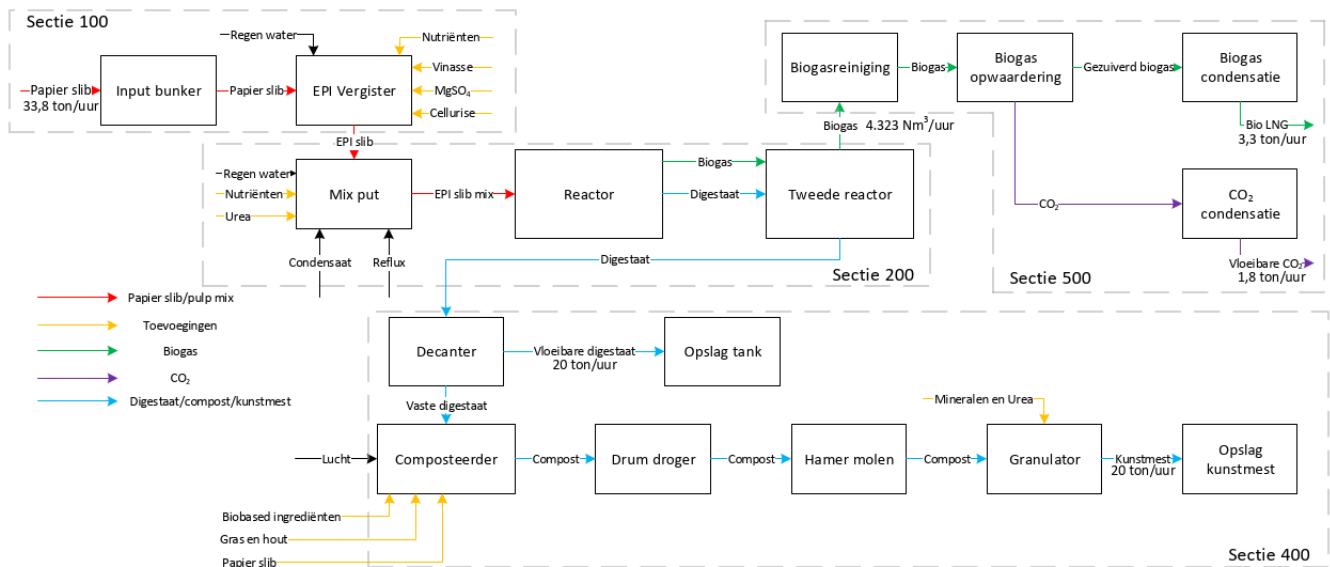 Sectie 100
Regen water
Nutriënten
Vinasse
MgSO₄
Cellurise
Papier slib
33,8 ton/uur
Input bunker
Papier slib
EPI Vergister
EPI slib
Regen water
Nutriënten
Urea
Mix put
EPI slib mix
Reactor
Biogas
Digestaat
Tweede reactor
Condensaat
Reflux
Digestaat
Sectie 200
Biogasreiniging
Biogas
Biogas
opwaardering
Gezuiverd biogas
Biogas
condensatie
Biogas 4.323 Nm³/uur
Bio LNG
3,3 ton/uur
CO₂
CO₂
condensatie
Vloeibare CO₂
1,8 ton/uur
Sectie 500
Papier slib/pulp mix
Toevoegingen
Biogas
CO₂
Digestaat/compost/kunstmest
Decanter
Vloeibare digestaat
20 ton/uur
Opslag tank
Vaste digestaat
Mineralen en Urea
Lucht
Composteerder
Compost
Drum droger
Compost
Hamer molen
Compost
Granulator
Kunstmest
20 ton/uur
Opslag
kunstmest
Biobased ingrediënten
Gras en hout
Papier slib
Sectie 400